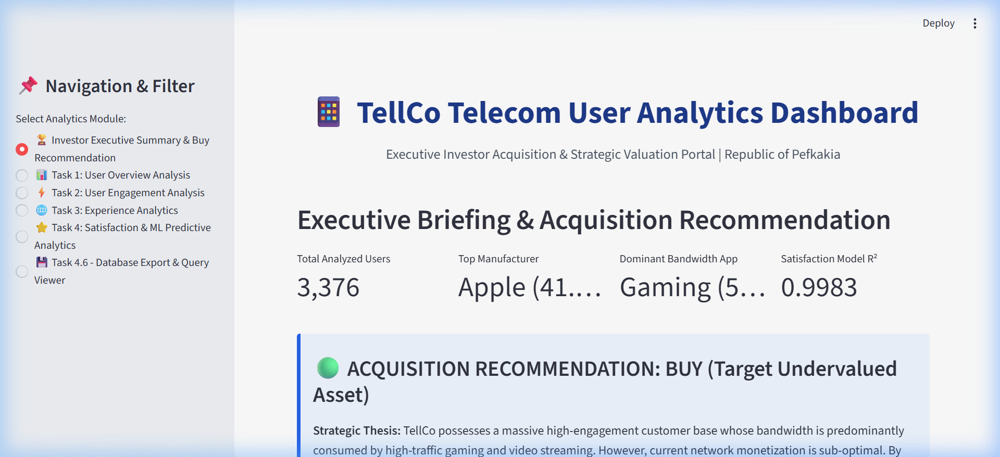 Deploy
Navigation & Filter
Select Analytics Module:
Investor Executive Summary & Buy
Recommendation
Task 1: User Overview Analysis
Task 2: User Engagement Analysis
Task 3: Experience Analytics
Task 4: Satisfaction & ML Predictive
Analytics
Task 4.6 - Database Export & Query
Viewer
TellCo Telecom User Analytics Dashboard
Executive Investor Acquisition & Strategic Valuation Portal | Republic of Pefkakia
Executive Briefing & Acquisition Recommendation
Total Analyzed Users
3,376
Top Manufacturer
Apple (41.…
Dominant Bandwidth App
Gaming (5…
Satisfaction Model R²
0.9983
ACQUISITION RECOMMENDATION: BUY (Target Undervalued
Asset)
Strategic Thesis: TellCo possesses a massive high-engagement customer base whose bandwidth is predominantly
consumed by high-traffic gaming and video streaming. However, current network monetization is sub-optimal. By